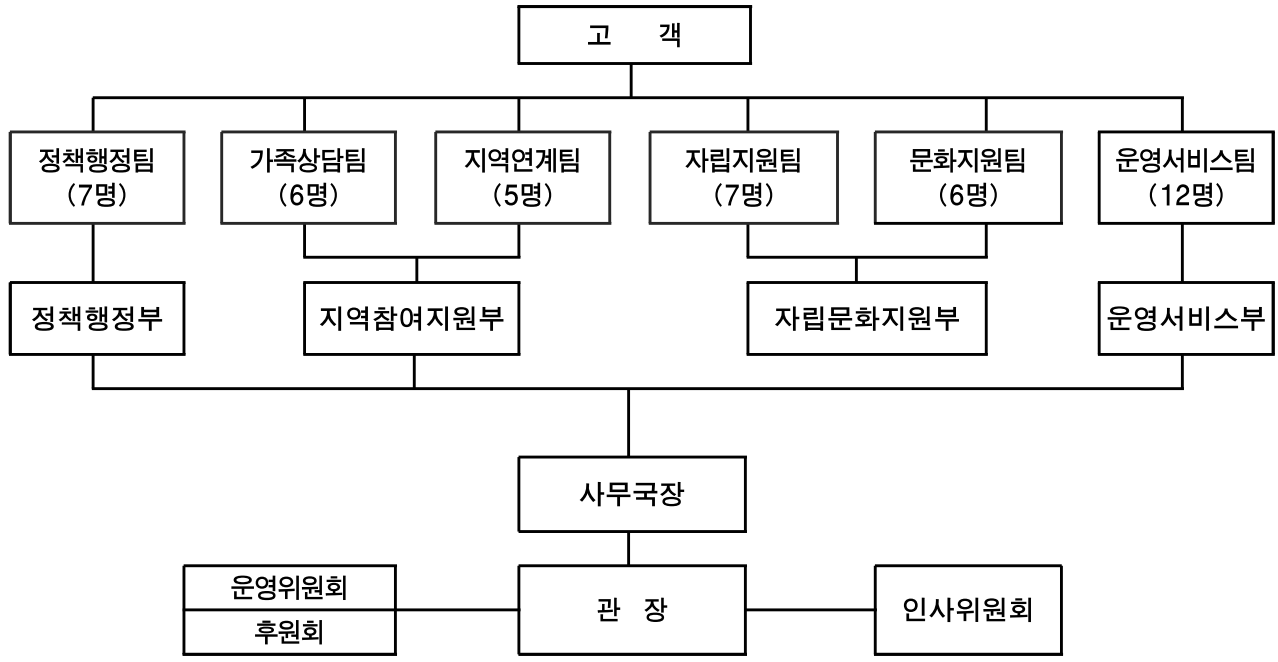 고 객
정책행정팀
(7명)
가족상담팀
(6명)
지역연계팀
(5명)
자립지원팀
(7명)
문화지원팀
(6명)
운영서비스팀
(12명)
정책행정부
지역참여지원부
자립문화지원부
운영서비스부
사무국장
운영위원회
후원회
관 장
인사위원회